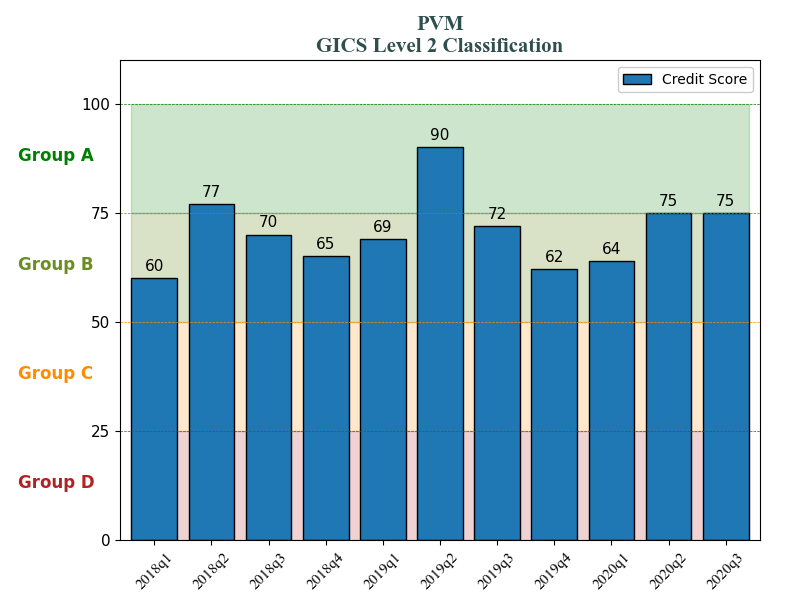 PVM
GICS Level 2 Classification
Credit Score
100
75
50
25
0
Group A
Group B
Group C
Group D
60
77
70
65
69
90
72
62
64
75
75
2018q1
2018q2
2018q3
2018q4
2019q1
2019q2
2019q3
2019q4
2020q1
2020q2
2020q3